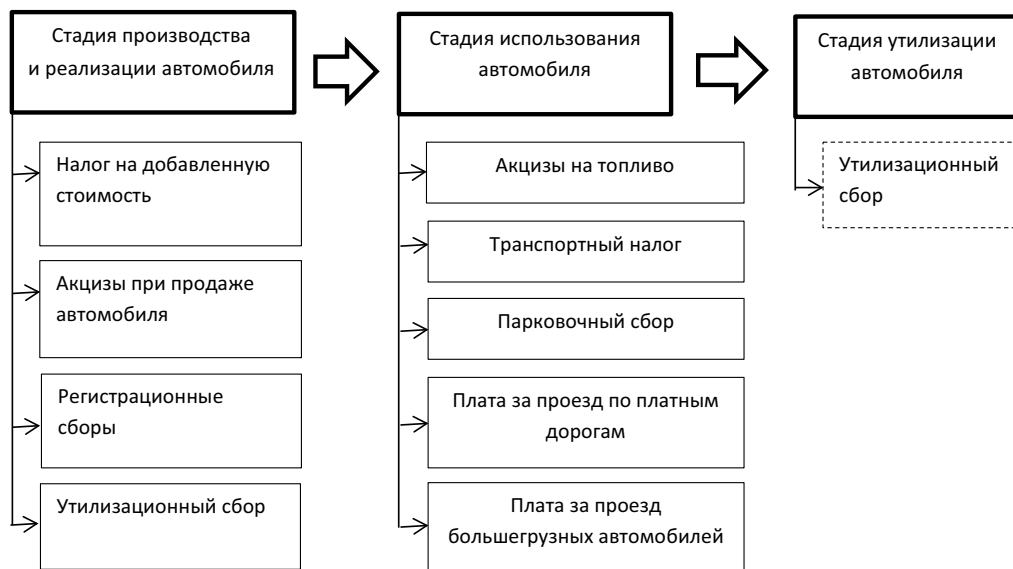 Стадия производства
и реализации автомобиля
Налог на добавленную
стоимость
Акцизы при продаже
автомобиля
Регистрационные
сборы
Утилизационный сбор
Стадия использования
автомобиля
Акцизы на топливо
Транспортный налог
Парковочный сбор
Плата за проезд по платным
дорогам
Плата за проезд
большегрузных автомобилей
Стадия утилизации
автомобиля
Утилизационный
сбор